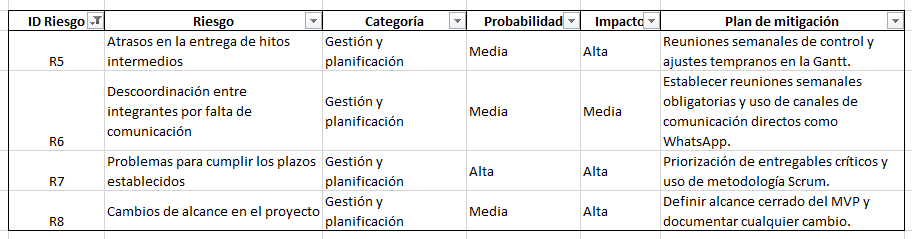 ID Riesgo Riesgo Categoría Probabilidad Impacto Plan de mitigación
R5 Atrasos en la entrega de hitos intermedios Gestión y planificación Media Alta Reuniones semanales de control y ajustes tempranos en la Gantt.
R6 Descoordinación entre integrantes por falta de comunicación Gestión y planificación Media Media Establecer reuniones semanales obligatorias y uso de canales de comunicación directos como WhatsApp.
R7 Problemas para cumplir los plazos establecidos Gestión y planificación Alta Alta Priorización de entregables críticos y uso de metodología Scrum.
R8 Cambios de alcance en el proyecto Gestión y planificación Media Alta Definir alcance cerrado del MVP y documentar cualquier cambio.